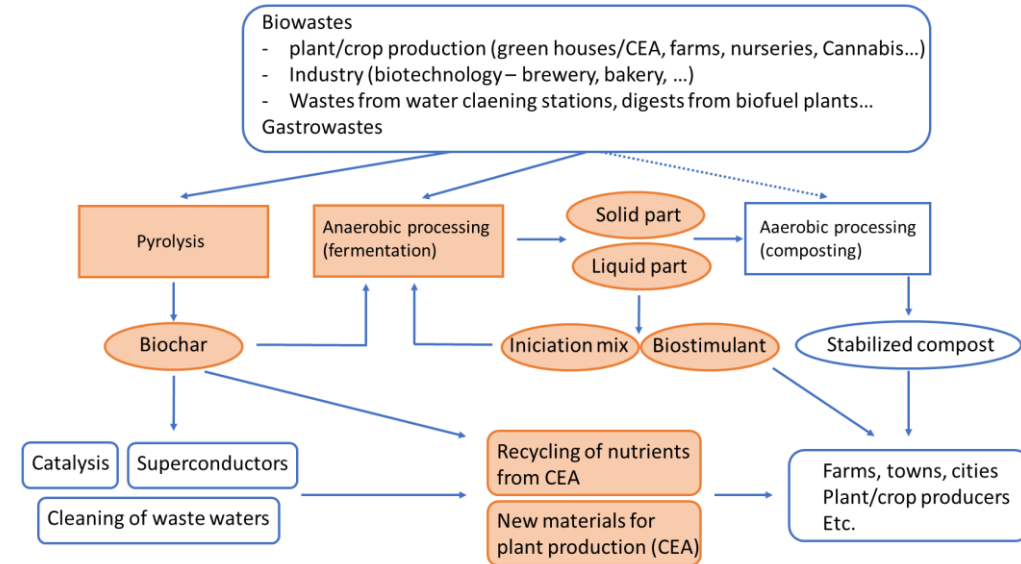 Biowastes
- plant/crop production (green houses/CEA, farms, nurseries, Cannabis...)
- Industry (biotechnology – brewery, bakery, ...)
- Wastes from water claening stations, digests from biofuel plants...
Gastrowastes
Pyrolysis
Anaerobic processing
(fermentation)
Solid part
Liquid part
Aaerobic processing
(composting)
Biochar
Iniciation mix
Biostimulant
Stabilized compost
Catalysis
Superconductors
Cleaning of waste waters
Recycling of nutrients
from CEA
New materials for
plant production (CEA)
Farms, towns, cities
Plant/crop producers
Etc.